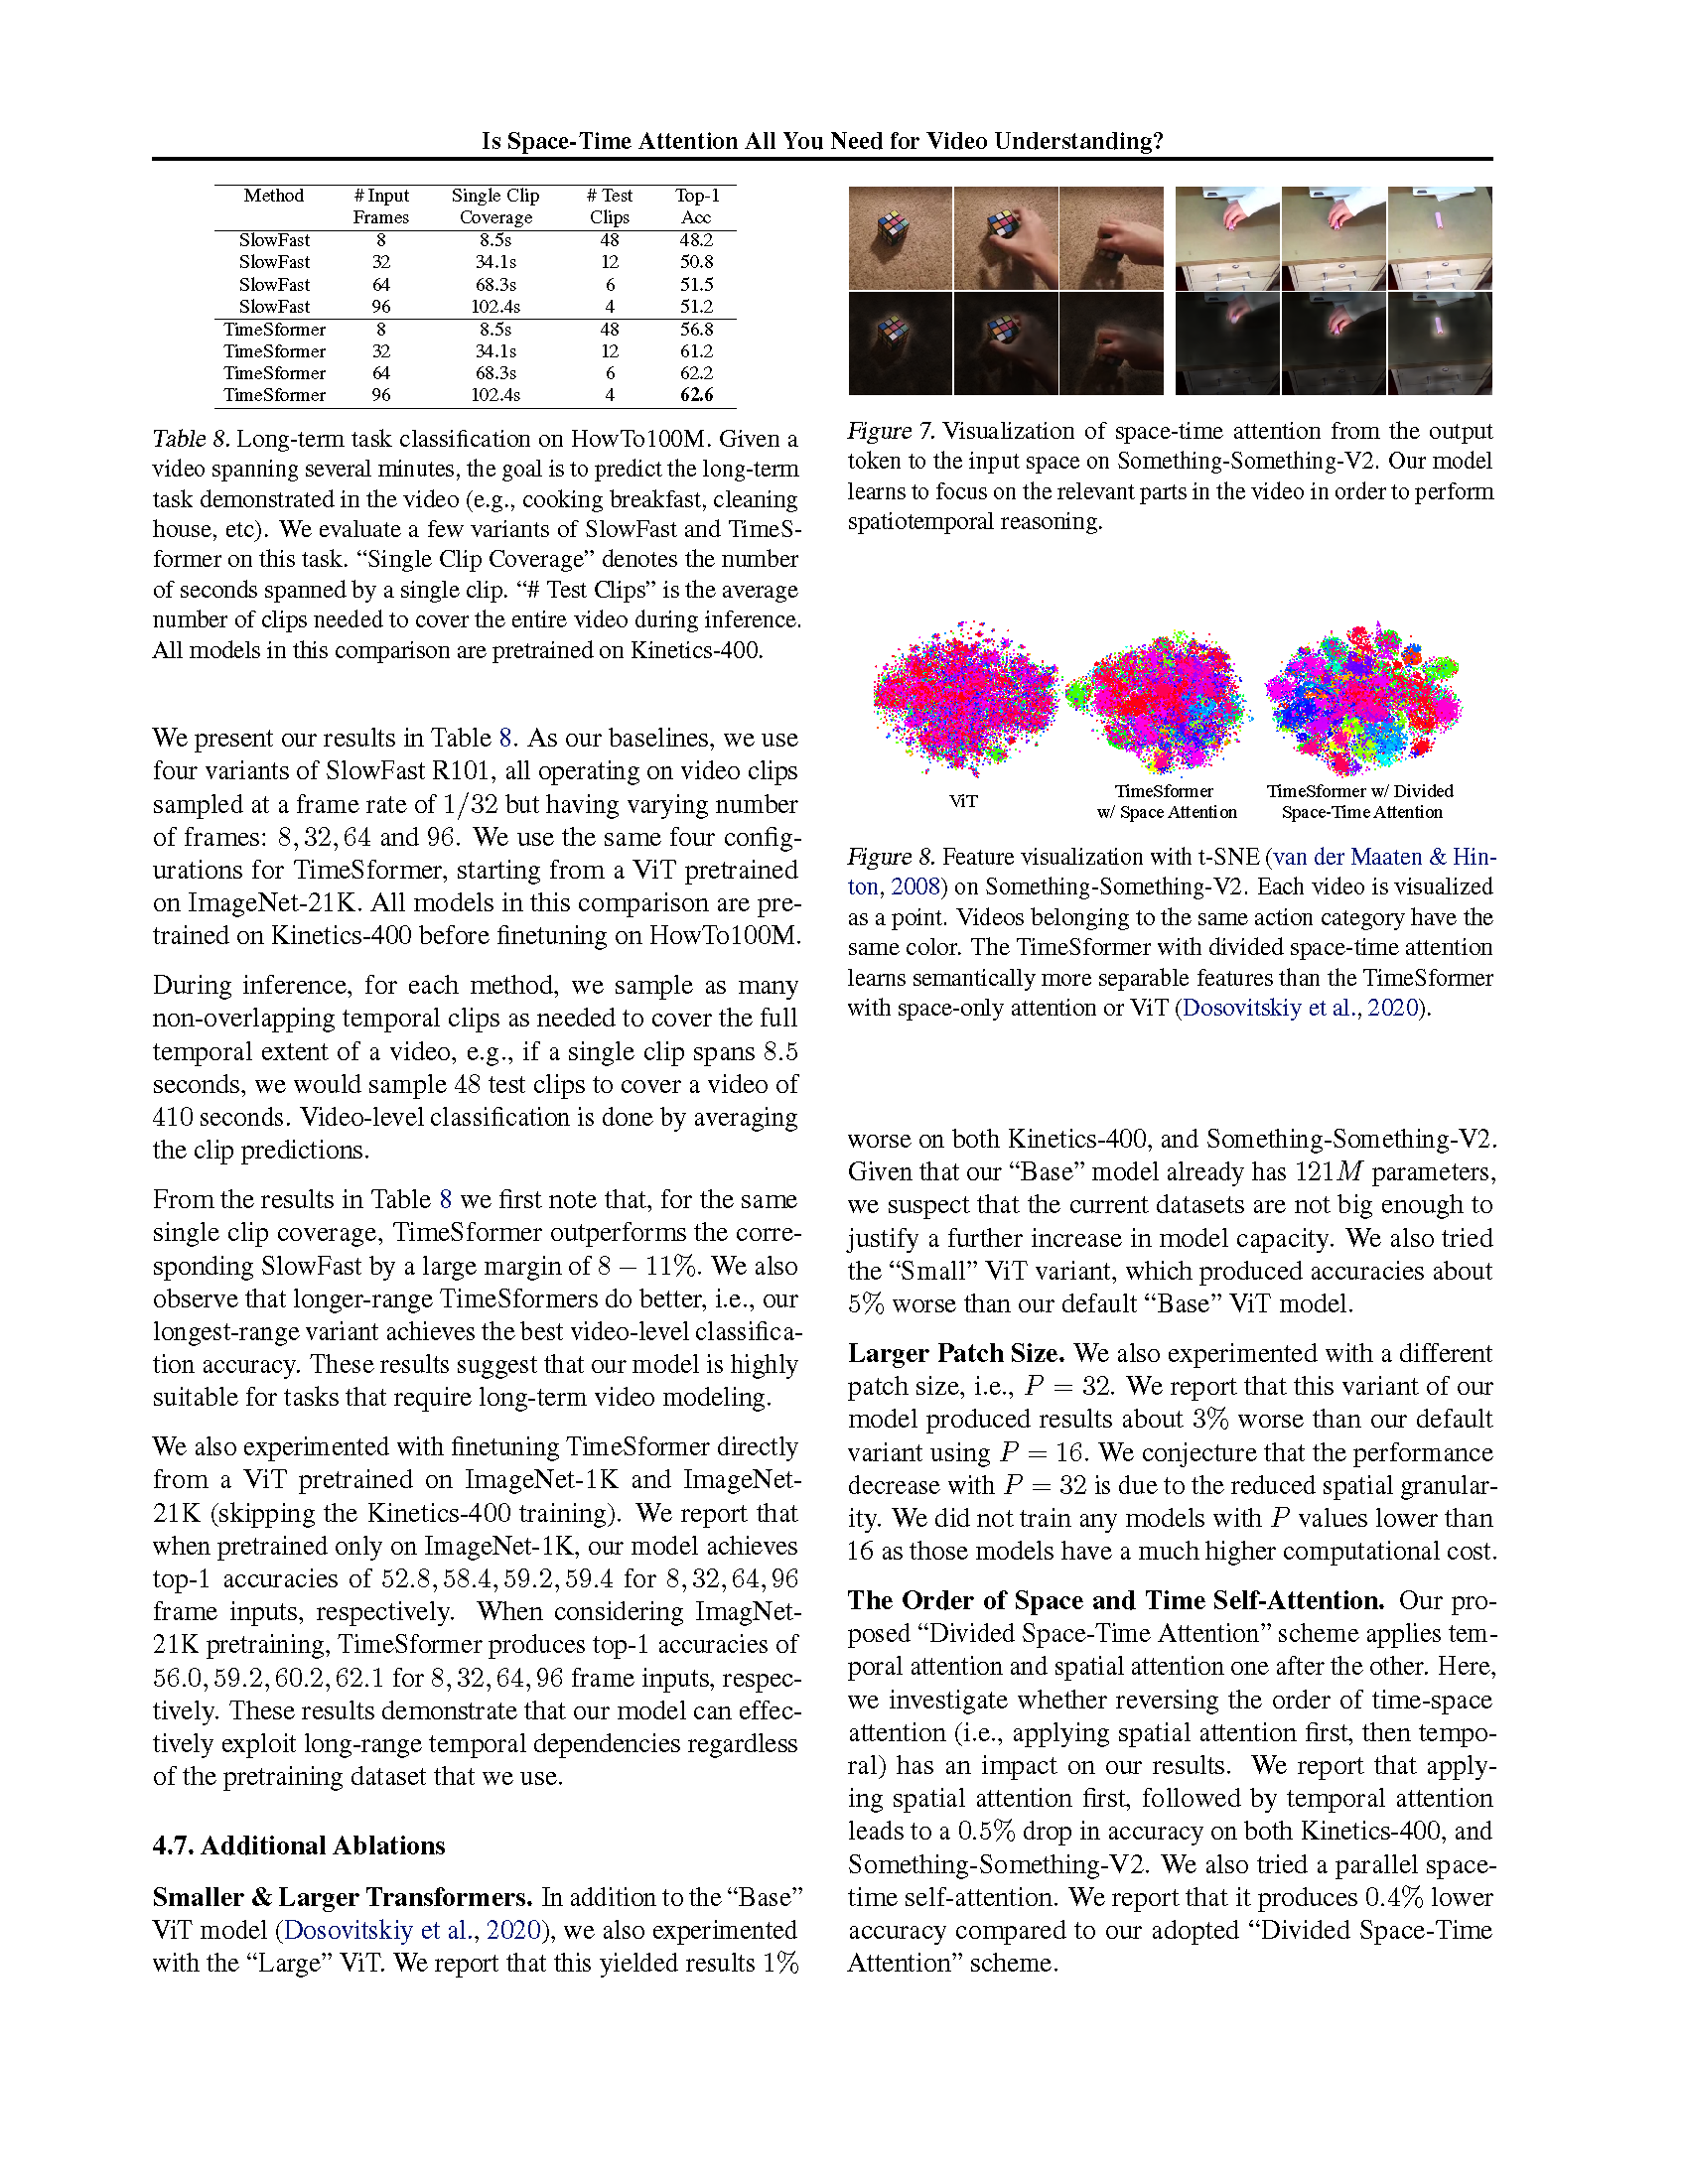 Is Space-Time Attention All You Need for Video Understanding?
Method # Input Single Clip # Test Top-1
Frames Coverage Clips Acc
SlowFast 8 8.5s 48 48.2
SlowFast 32 34.1s 12 50.8
SlowFast 64 68.3s 6 51.5
SlowFast 96 102.4s 4 51.2
TimeSformer 8 8.5s 48 56.8
TimeSformer 32 34.1s 12 61.2
TimeSformer 64 68.3s 6 62.2
TimeSformer 96 102.4s 4 62.6
Table 8. Long-term task classification on HowTo100M. Given a
video spanning several minutes, the goal is to predict the long-term
task demonstrated in the video (e.g., cooking breakfast, cleaning
house, etc). We evaluate a few variants of SlowFast and TimeS-
former on this task. “Single Clip Coverage” denotes the number
of seconds spanned by a single clip. “# Test Clips” is the average
number of clips needed to cover the entire video during inference.
All models in this comparison are pretrained on Kinetics-400.
We present our results in Table 8. As our baselines, we use
four variants of SlowFast R101, all operating on video clips
sampled at a frame rate of 1/32 but having varying number
of frames: 8, 32, 64 and 96. We use the same four config-
urations for TimeSformer, starting from a ViT pretrained
on ImageNet-21K. All models in this comparison are pre-
trained on Kinetics-400 before finetuning on HowTo100M.
During inference, for each method, we sample as many
non-overlapping temporal clips as needed to cover the full
temporal extent of a video, e.g., if a single clip spans 8.5
seconds, we would sample 48 test clips to cover a video of
410 seconds. Video-level classification is done by averaging
the clip predictions.
From the results in Table 8 we first note that, for the same
single clip coverage, TimeSformer outperforms the corre-
sponding SlowFast by a large margin of 8 − 11%. We also
observe that longer-range TimeSformers do better, i.e., our
longest-range variant achieves the best video-level classifica-
tion accuracy. These results suggest that our model is highly
suitable for tasks that require long-term video modeling.
We also experimented with finetuning TimeSformer directly
from a ViT pretrained on ImageNet-1K and ImageNet-
21K (skipping the Kinetics-400 training). We report that
when pretrained only on ImageNet-1K, our model achieves
top-1 accuracies of 52.8, 58.4, 59.2, 59.4 for 8, 32, 64, 96
frame inputs, respectively. When considering ImagNet-
21K pretraining, TimeSformer produces top-1 accuracies of
56.0, 59.2, 60.2, 62.1 for 8, 32, 64, 96 frame inputs, respec-
tively. These results demonstrate that our model can effec-
tively exploit long-range temporal dependencies regardless
of the pretraining dataset that we use.
4.7. Additional Ablations
Smaller & Larger Transformers. In addition to the “Base”
ViT model (Dosovitskiy et al., 2020), we also experimented
with the “Large” ViT. We report that this yielded results 1%
Figure 7. Visualization of space-time attention from the output
token to the input space on Something-Something-V2. Our model
learns to focus on the relevant parts in the video in order to perform
spatiotemporal reasoning.
ViT
TimeSformer
w/ Space Attention
TimeSformer w/ Divided
Space-Time Attention
Figure 8. Feature visualization with t-SNE (van der Maaten & Hin-
ton, 2008) on Something-Something-V2. Each video is visualized
as a point. Videos belonging to the same action category have the
same color. The TimeSformer with divided space-time attention
learns semantically more separable features than the TimeSformer
with space-only attention or ViT (Dosovitskiy et al., 2020).
worse on both Kinetics-400, and Something-Something-V2.
Given that our “Base” model already has 121M parameters,
we suspect that the current datasets are not big enough to
justify a further increase in model capacity. We also tried
the “Small” ViT variant, which produced accuracies about
5% worse than our default “Base” ViT model.
Larger Patch Size. We also experimented with a different
patch size, i.e., P = 32. We report that this variant of our
model produced results about 3% worse than our default
variant using P = 16. We conjecture that the performance
decrease with P = 32 is due to the reduced spatial granular-
ity. We did not train any models with P values lower than
16 as those models have a much higher computational cost.
The Order of Space and Time Self-Attention. Our pro-
posed “Divided Space-Time Attention” scheme applies tem-
poral attention and spatial attention one after the other. Here,
we investigate whether reversing the order of time-space
attention (i.e., applying spatial attention first, then tempo-
ral) has an impact on our results. We report that apply-
ing spatial attention first, followed by temporal attention
leads to a 0.5% drop in accuracy on both Kinetics-400, and
Something-Something-V2. We also tried a parallel space-
time self-attention. We report that it produces 0.4% lower
accuracy compared to our adopted “Divided Space-Time
Attention” scheme.